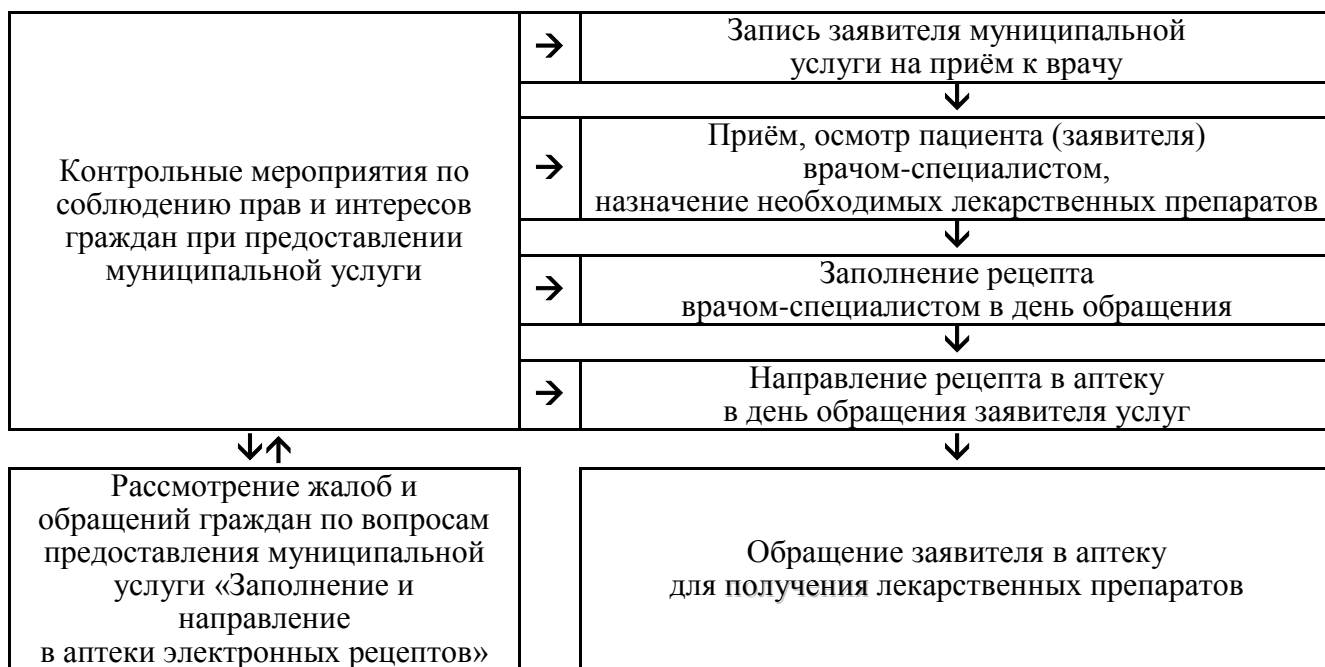 Контрольные мероприятия по
соблюдению прав и интересов
граждан при предоставлении
муниципальной услуги
→
Запись заявителя муниципальной
услуги на приём к врачу
↓
→
Приём, осмотр пациента (заявителя)
врачом-специалистом,
назначение необходимых лекарственных препаратов
↓
→
Заполнение рецепта
врачом-специалистом в день обращения
↓
→
Направление рецепта в аптеку
в день обращения заявителя услуг
↓↑
↓
Рассмотрение жалоб и
обращений граждан по вопросам
предоставления муниципальной
услуги «Заполнение и
направление
в аптеки электронных рецептов»
Обращение заявителя в аптеку
для получения лекарственных препаратов